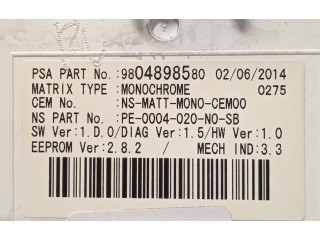 PSA PART No.:9804898580 02/06/2014
MATRIX TYPE :MONOCHROME 0275
CEM No. :NS-MATT-MONO-CEM00
NS PART No. :PE-0004-020-NO-SB
SW Ver:1.D.0/DIAG Ver:1.5/HW Ver:1.0
EEPROM Ver:2.8.2 / MECH IND:3.3